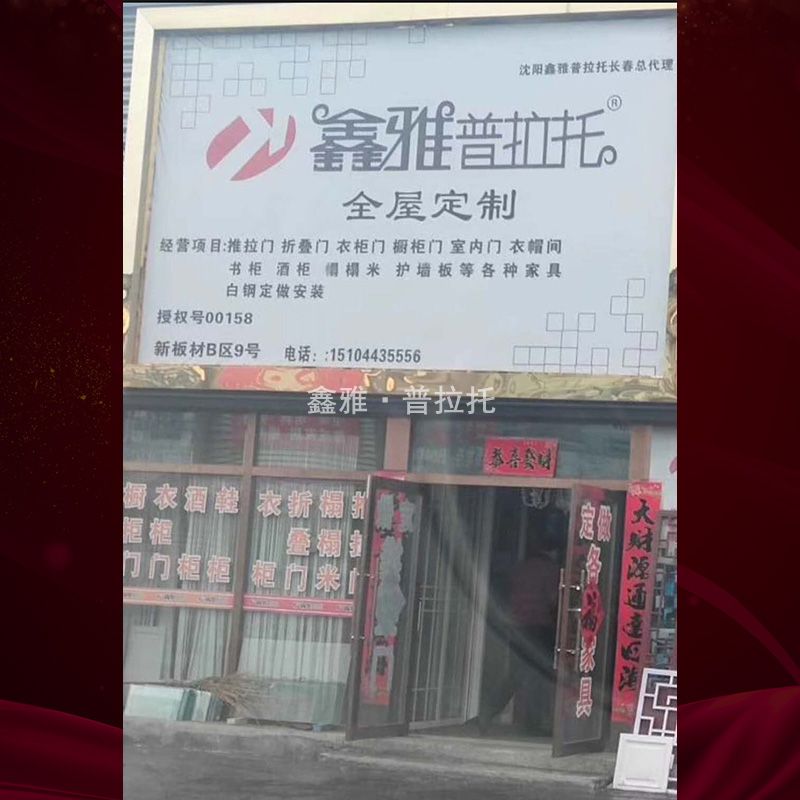 沈阳鑫雅普拉托长春总代理
鑫雅普拉托®
全屋定制
经营项目:推拉门 折叠门 衣柜门 橱柜门 室内门 衣帽间
书柜 酒柜 榻榻米 护墙板等各种家具
白钢定做安装
授权号00158
新板材B区9号 电话: :15104435556
鑫雅·普拉托
恭喜發財
橱衣酒鞋
柜柜
门门柜柜
衣折榻
叠榻
柜门米
定做
各
家具
大财源通达旺